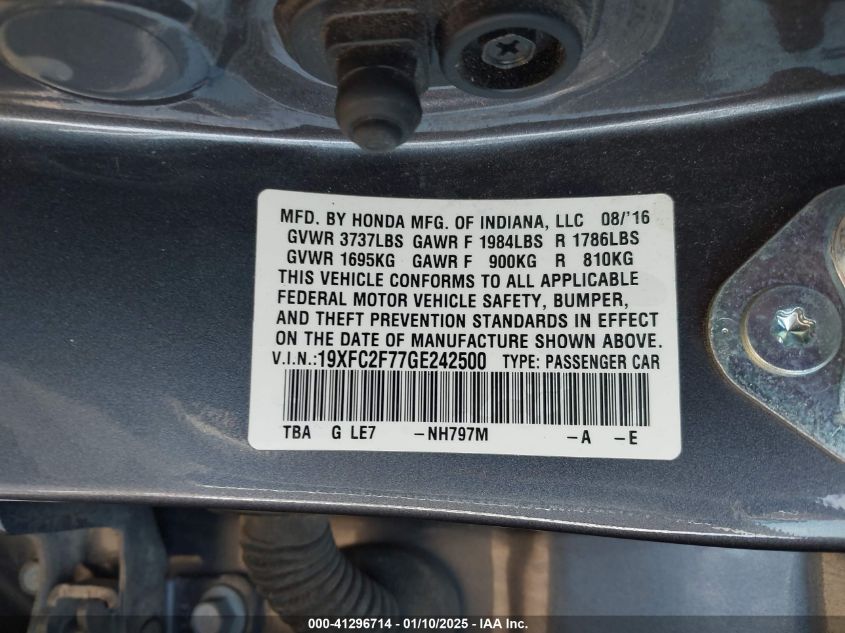 MFD. BY HONDA MFG. OF INDIANA, LLC 08/'16
GVWR 3737LBS GAWR F 1984LBS R 1786LBS
GVWR 1695KG GAWR F 900KG R 810KG
THIS VEHICLE CONFORMS TO ALL APPLICABLE
FEDERAL MOTOR VEHICLE SAFETY, BUMPER,
AND THEFT PREVENTION STANDARDS IN EFFECT
ON THE DATE OF MANUFACTURE SHOWN ABOVE.
V.I.N.:19XFC2F77GE242500 TYPE: PASSENGER CAR
TBA G LE7 -NH797M -A -E
000-41296714 — 01/10/2025 — IAA Inc.